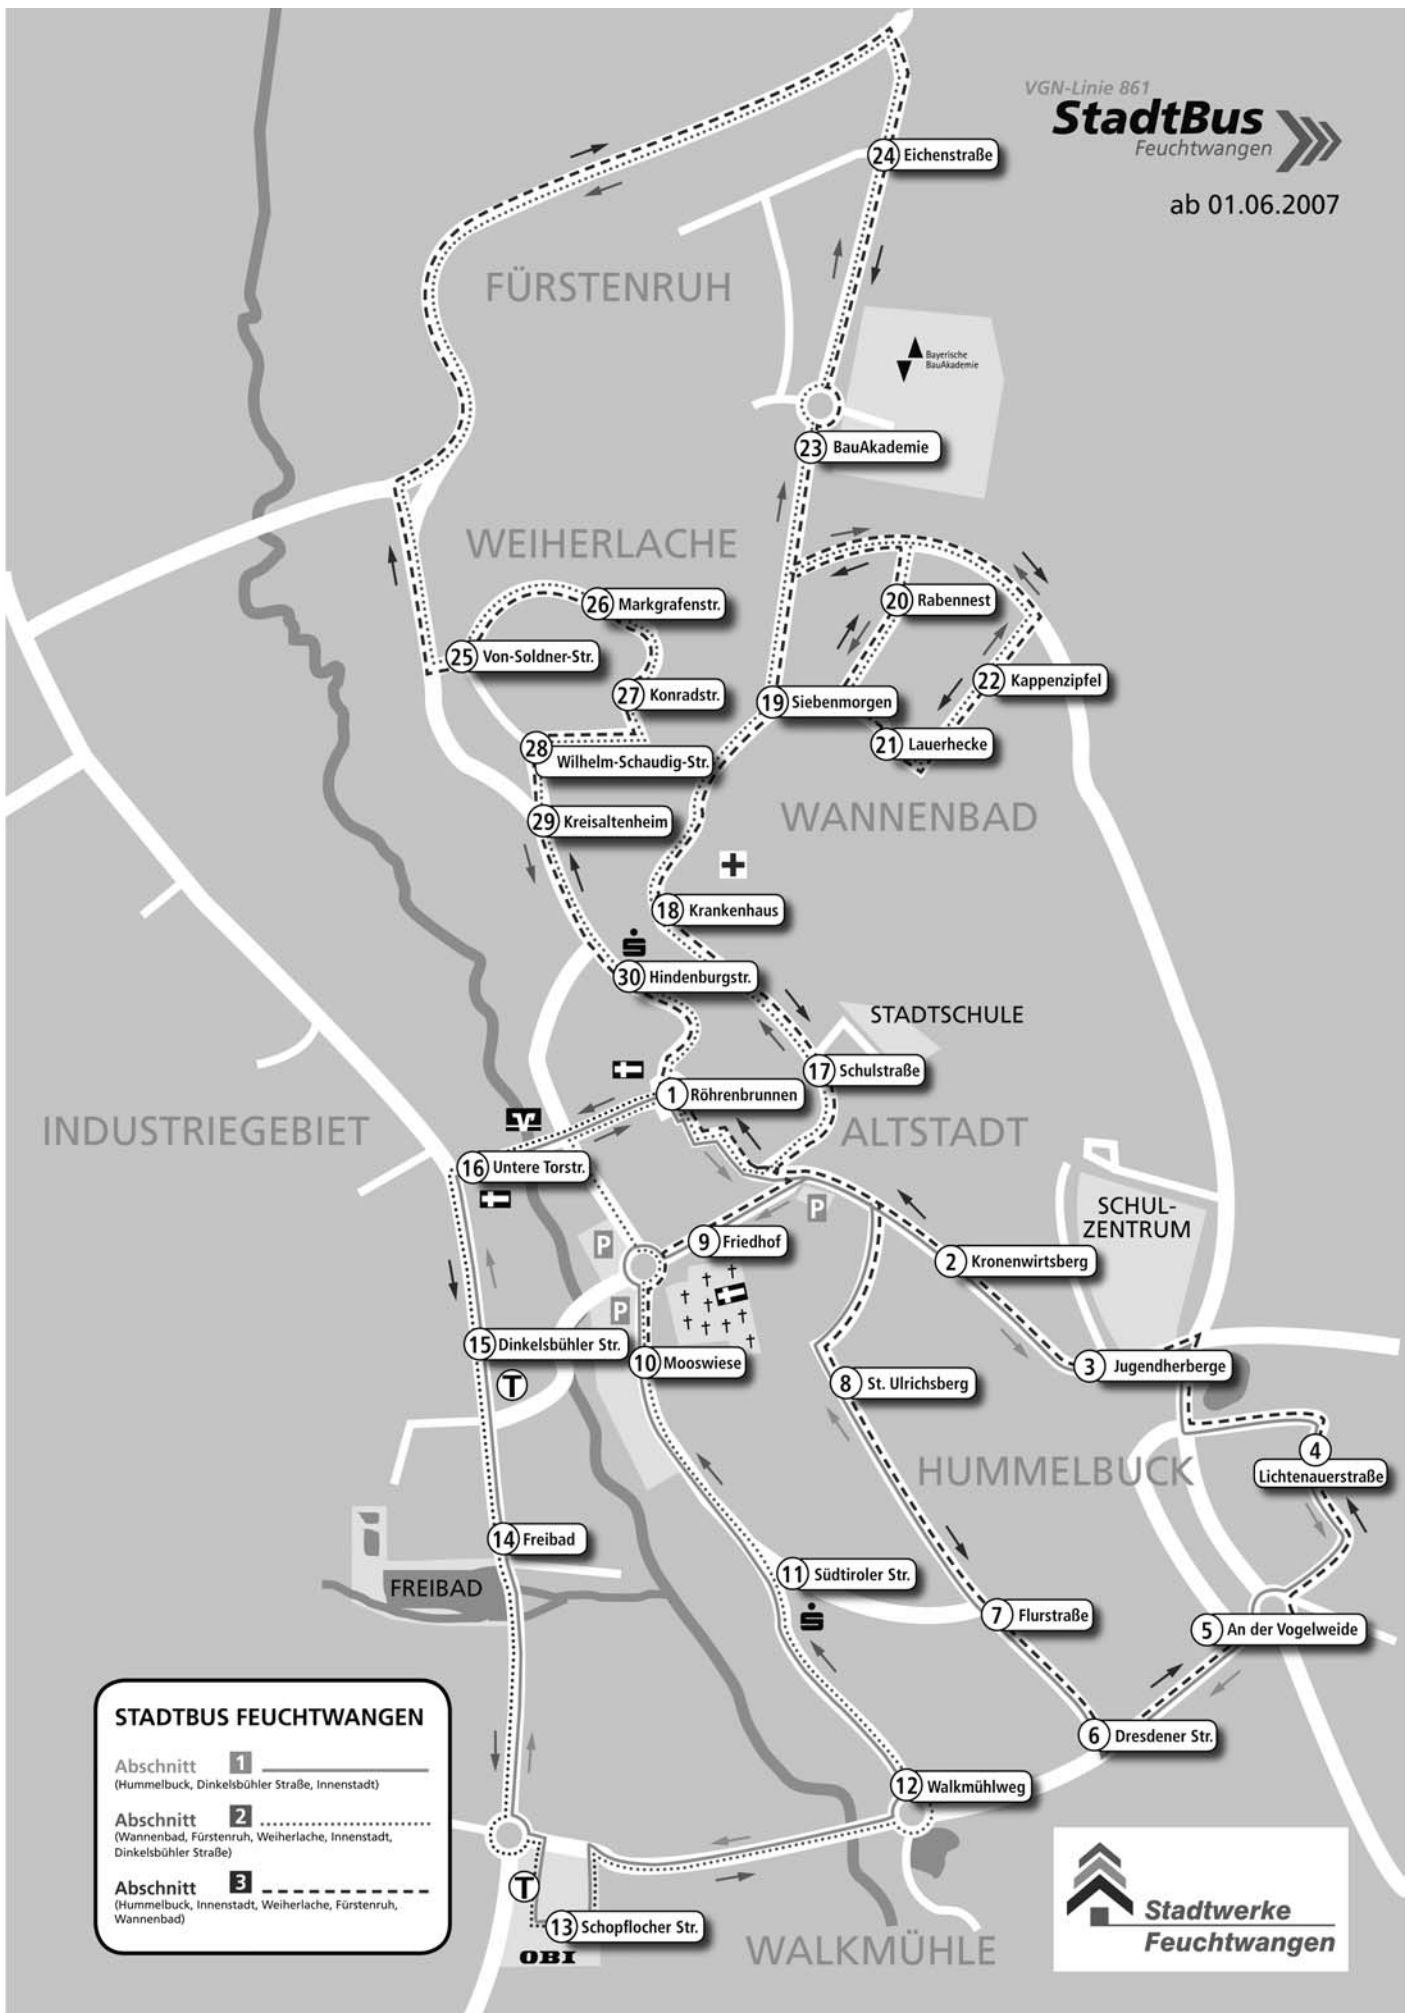 VGN-Linie 861
StadtBus
Feuchtwangen
ab 01.06.2007
24 Eichenstraße
FÜRSTENRUH
Bayerische
BauAkademie
23 BauAkademie
WEIHERLACHE
26 Markgrafenstr.
20 Rabennest
25 Von-Soldner-Str.
22 Kappenzipfel
27 Konradstr.
19 Siebenmorgen
21 Lauerhecke
28
Wilhelm-Schaudig-Str.
WANNENBAD
29 Kreisaltenheim
18 Krankenhaus
30 Hindenburgstr.
STADTSCHULE
17 Schulstraße
1 Röhrenbrunnen
INDUSTRIEGEBIET
ALTSTADT
16 Untere Torstr.
SCHUL-
ZENTRUM
P
P
9 Friedhof
2 Kronenwirtsberg
P
15 Dinkelsbühler Str.
10 Mooswiese
3 Jugendherberge
T
8 St. Ulrichsberg
4
Lichtenauerstraße
HUMMELBUCK
14 Freibad
11 Südtiroler Str.
FREIBAD
7 Flurstraße
5 An der Vogelweide
6 Dresdener Str.
12 Walkmühlweg
T
13 Schopflocher Str.
OBI
WALKMÜHLE
STADTBUS FEUCHTWANGEN
Abschnitt 1
(Hummelbuck, Dinkelsbühler Straße, Innenstadt)
Abschnitt 2
(Wannenbad, Fürstenruh, Weiherlache, Innenstadt,
Dinkelsbühler Straße)
Abschnitt 3
(Hummelbuck, Innenstadt, Weiherlache, Fürstenruh,
Wannenbad)
Stadtwerke
Feuchtwangen